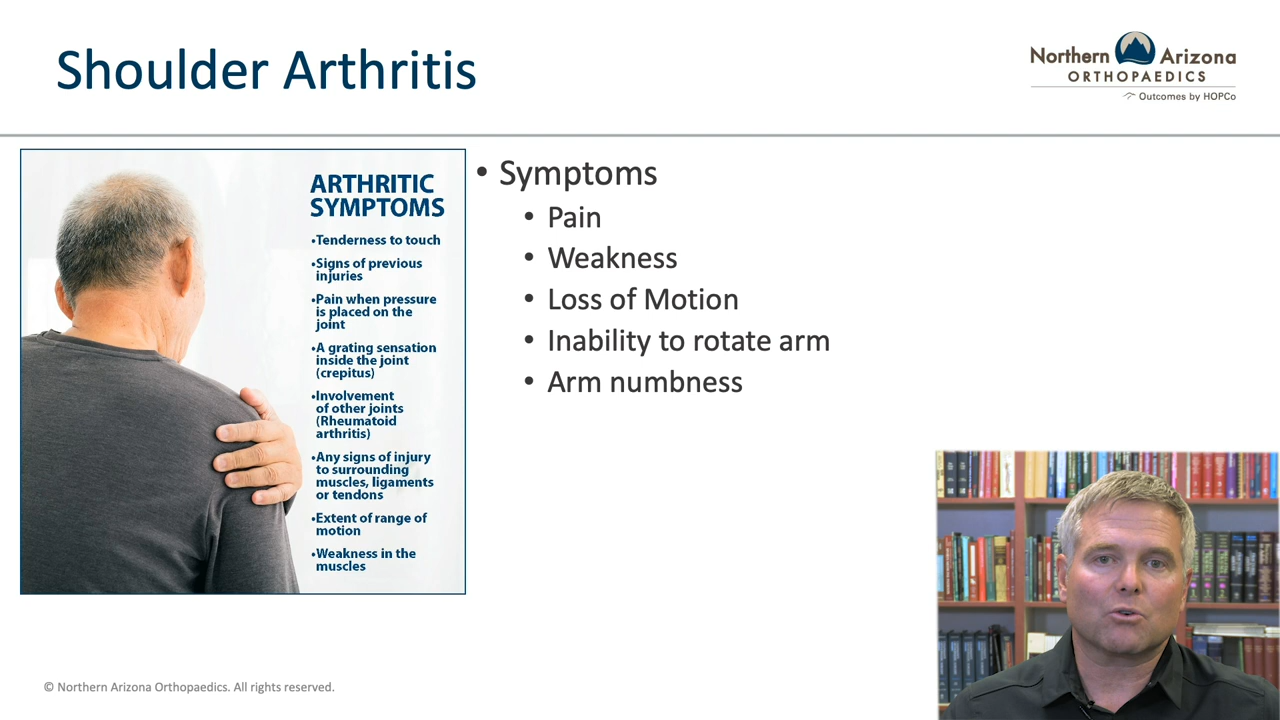 Shoulder Arthritis
Northern Arizona
ORTHOPAEDICS
Outcomes by HOPCo
ARTHRITIC
SYMPTOMS
•Tenderness to touch
•Signs of previous
injuries
•Pain when pressure
is placed on the
joint
•A grating sensation
inside the joint
(crepitus)
•Involvement
of other joints
(Rheumatoid
arthritis)
•Any signs of injury
to surrounding
muscles, ligaments
or tendons
•Extent of range of
motion
•Weakness in the
muscles
• Symptoms
• Pain
• Weakness
• Loss of Motion
• Inability to rotate arm
• Arm numbness
© Northern Arizona Orthopaedics. All rights reserved.